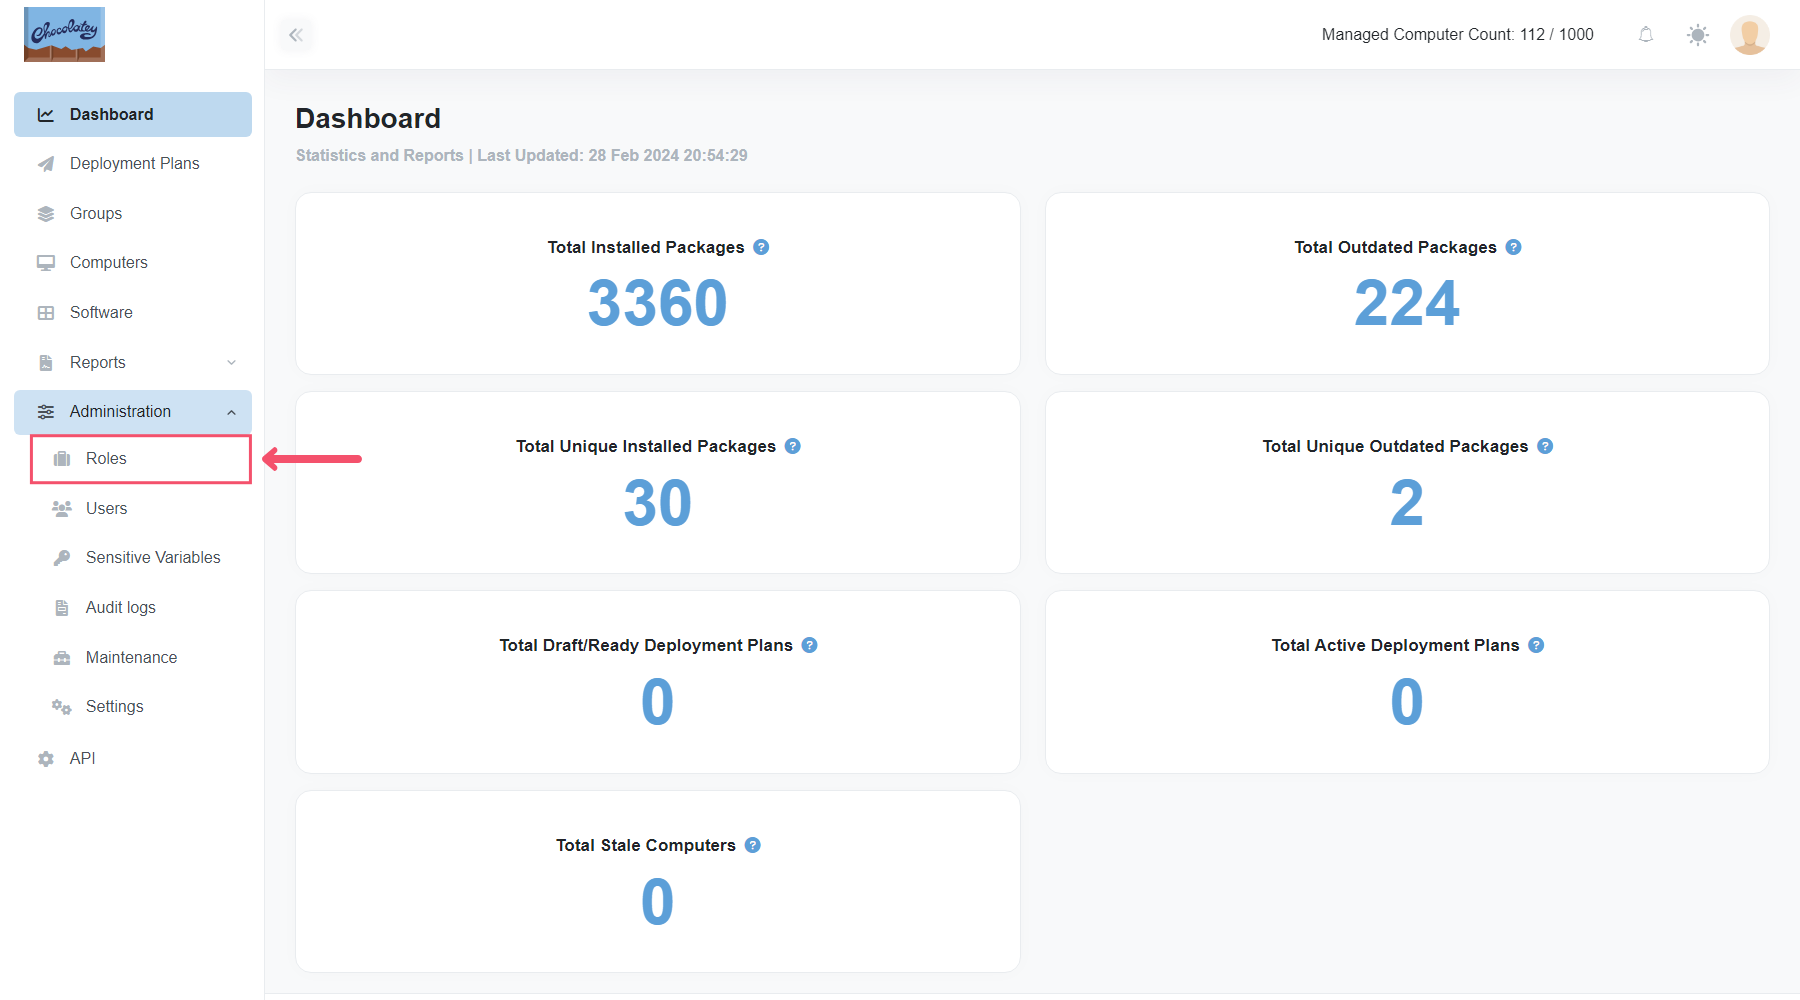 Chocolatey
Managed Computer Count: 112 / 1000
Dashboard
Deployment Plans
Groups
Computers
Software
Reports
Administration
Roles
Users
Sensitive Variables
Audit logs
Maintenance
Settings
API
Dashboard
Statistics and Reports | Last Updated: 28 Feb 2024 20:54:29
Total Installed Packages ?
3360
Total Outdated Packages ?
224
Total Unique Installed Packages ?
30
Total Unique Outdated Packages ?
2
Total Draft/Ready Deployment Plans ?
0
Total Active Deployment Plans ?
0
Total Stale Computers ?
0